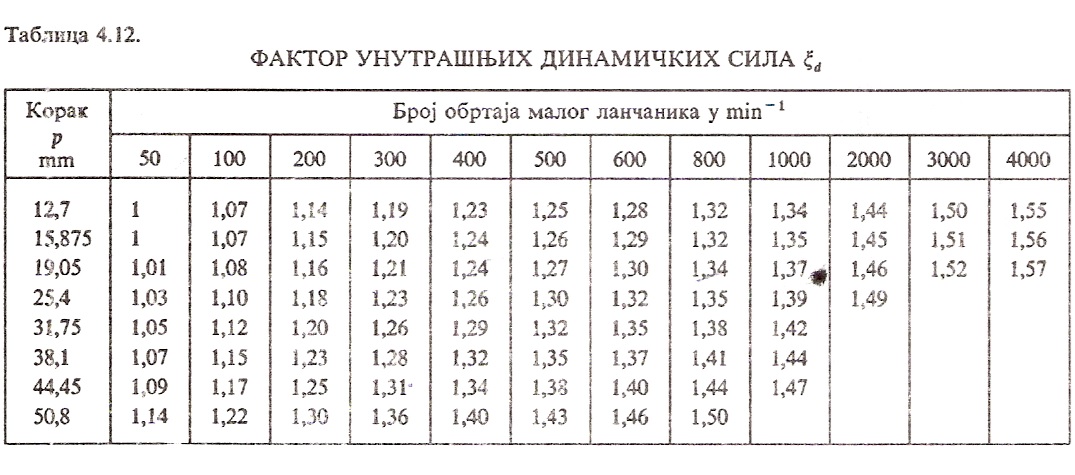 Таблица 4.12.
ФАКТОР УНУТРАШЊИХ ДИНАМИЧКИХ СИЛА ξd
Корак p mm Број обртаја малог ланчаника у min⁻¹
50 100 200 300 400 500 600 800 1000 2000 3000 4000
12,7 1 1,07 1,14 1,19 1,23 1,25 1,28 1,32 1,34 1,44 1,50 1,55
15,875 1 1,07 1,15 1,20 1,24 1,26 1,29 1,32 1,35 1,45 1,51 1,56
19,05 1,01 1,08 1,16 1,21 1,24 1,27 1,30 1,34 1,37 1,46 1,52 1,57
25,4 1,03 1,10 1,18 1,23 1,26 1,30 1,32 1,35 1,39 1,49
31,75 1,05 1,12 1,20 1,26 1,29 1,32 1,35 1,38 1,42
38,1 1,07 1,15 1,23 1,28 1,32 1,35 1,37 1,41 1,44
44,45 1,09 1,17 1,25 1,31 1,34 1,38 1,40 1,44 1,47
50,8 1,14 1,22 1,30 1,36 1,40 1,43 1,46 1,50